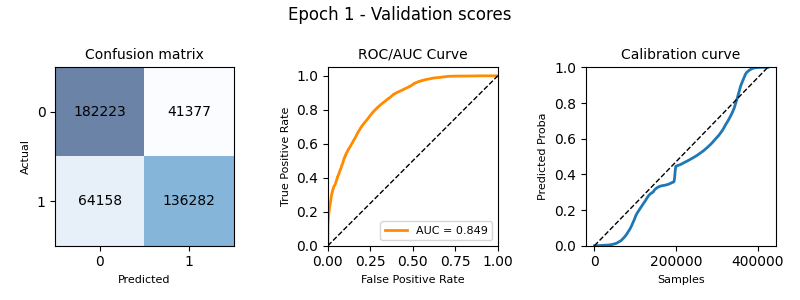 Epoch 1 - Validation scores
Confusion matrix
Actual
0
1
182223
41377
64158
136282
0
1
Predicted
ROC/AUC Curve
True Positive Rate
1.0
0.8
0.6
0.4
0.2
0.0
AUC = 0.849
0.00
0.25
0.50
0.75
1.00
False Positive Rate
Calibration curve
Predicted Proba
1.0
0.8
0.6
0.4
0.2
0.0
0
200000
400000
Samples